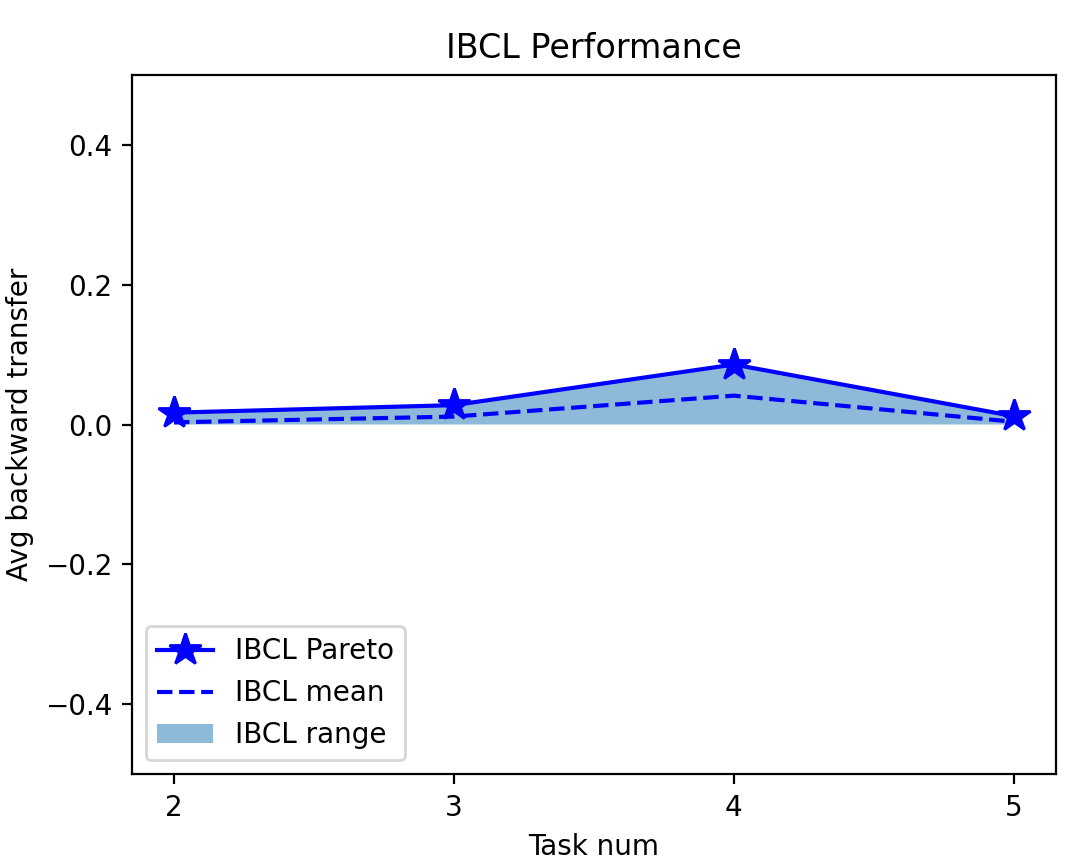 IBCL Performance
Avg backward transfer
0.4
0.2
0.0
−0.2
−0.4
IBCL Pareto
IBCL mean
IBCL range
2 3 4 5
Task num